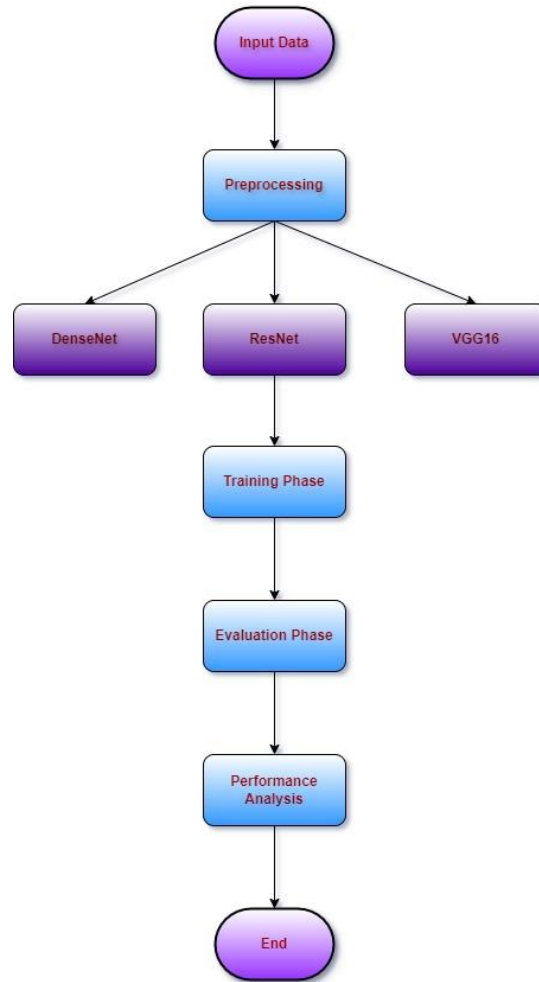 Input Data
Preprocessing
DenseNet
ResNet
VGG16
Training Phase
Evaluation Phase
Performance
Analysis
End